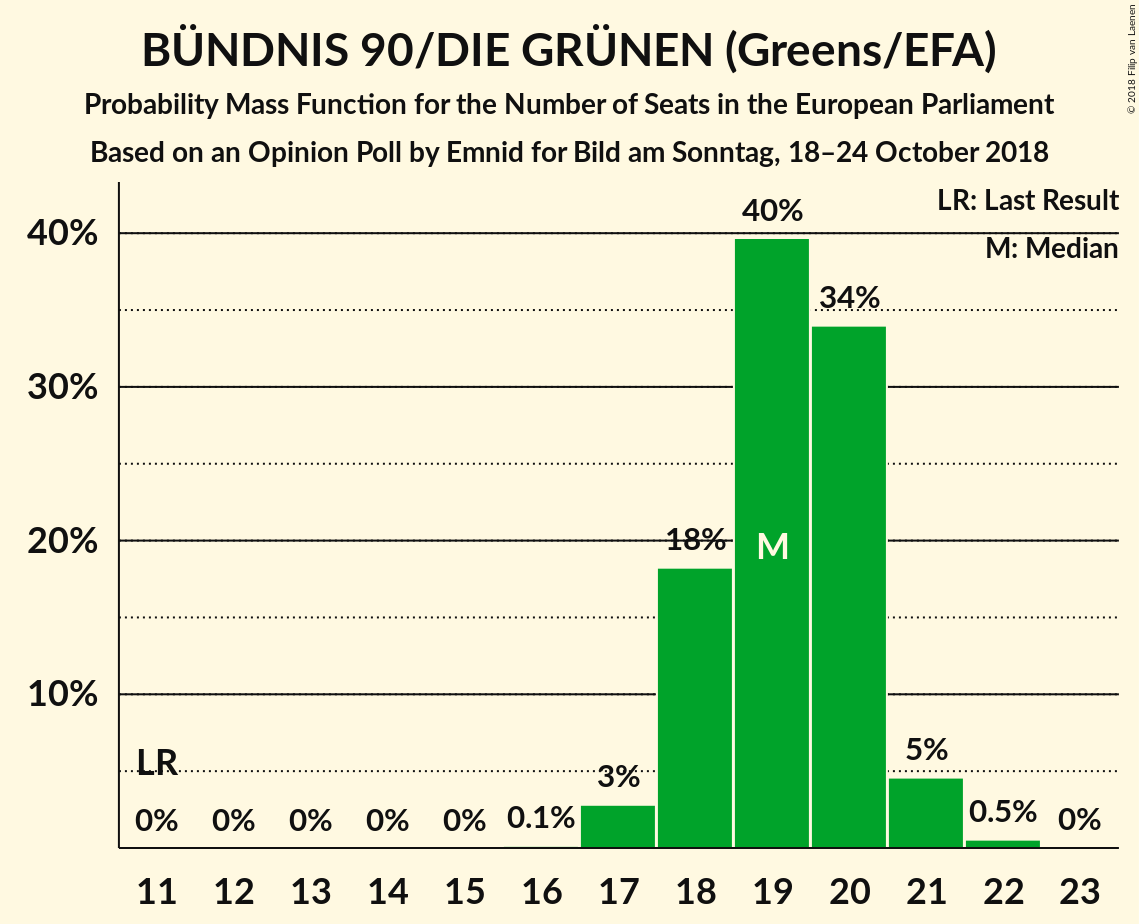 BÜNDNIS 90/DIE GRÜNEN (Greens/EFA)
Probability Mass Function for the Number of Seats in the European Parliament
Based on an Opinion Poll by Emnid for Bild am Sonntag, 18–24 October 2018
© 2018 Filip van Laenen
LR: Last Result
M: Median
40%
30%
20%
10%
LR
0%
0%
0%
0%
0%
0.1%
3%
18%
40%
M
34%
5%
0.5%
0%
11 12 13 14 15 16 17 18 19 20 21 22 23